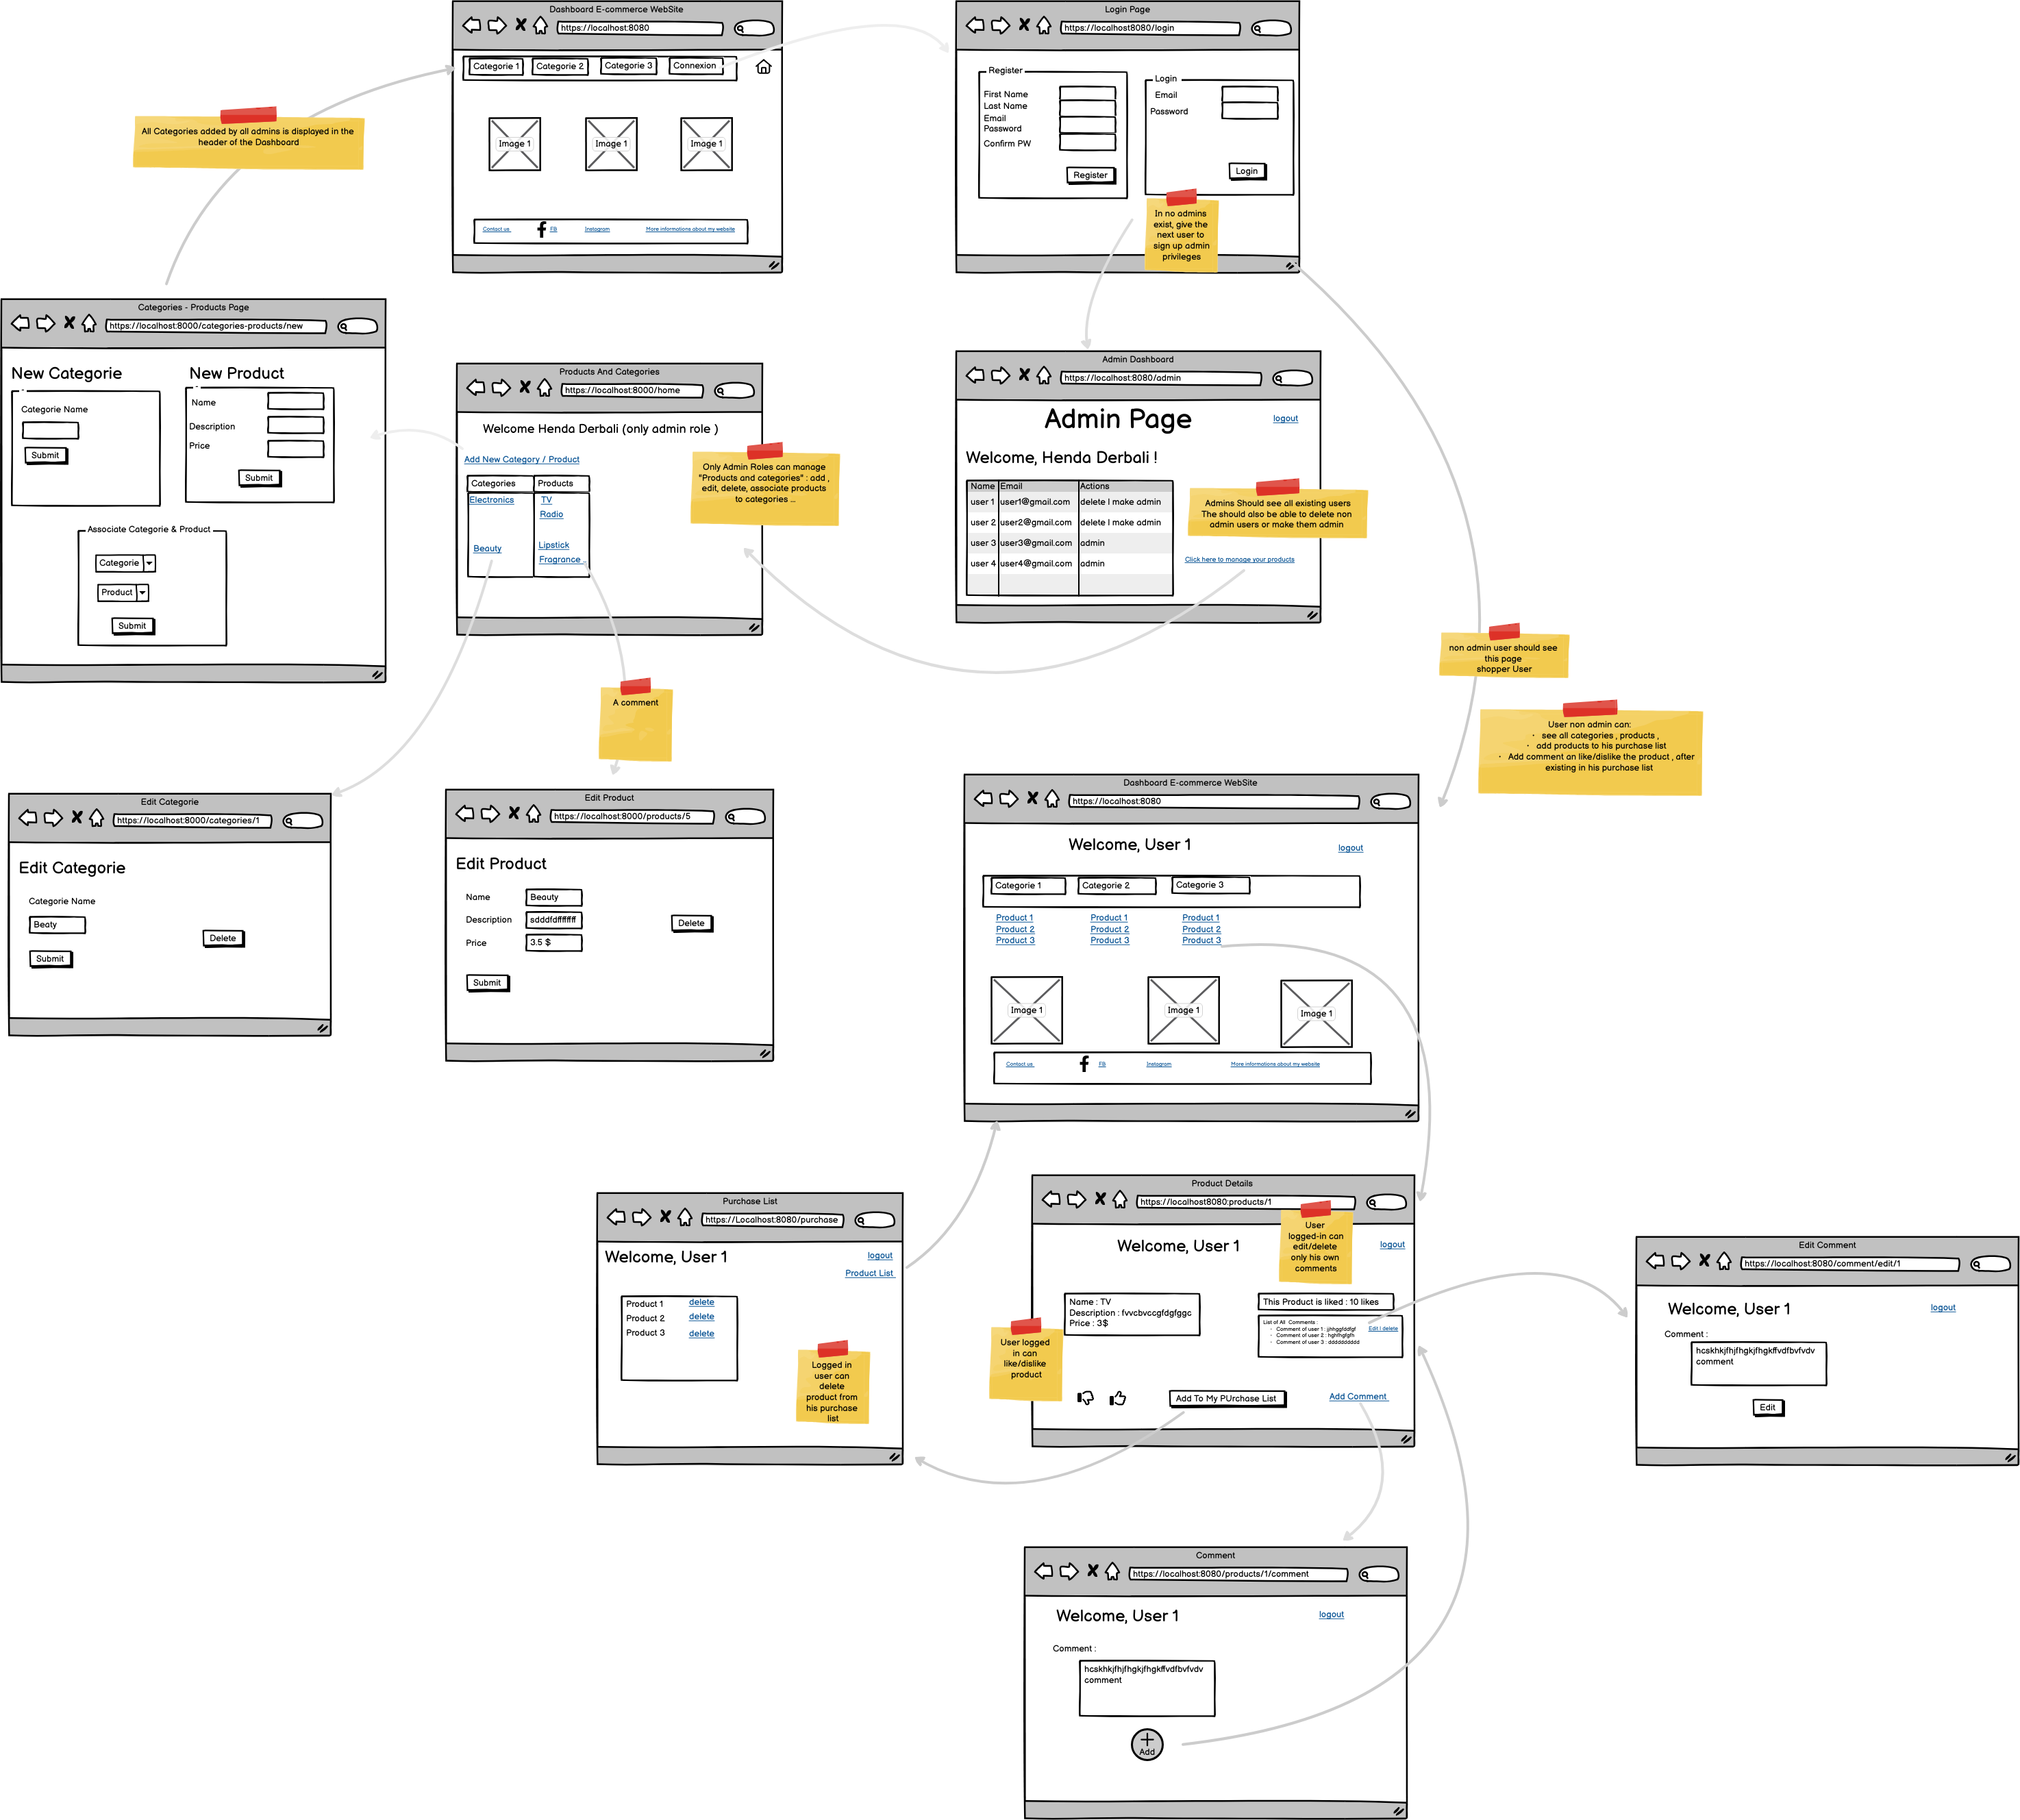 Dashboard E-commerce WebSite
https://localhost:8080
Categorie 1
Categorie 2
Categorie 3
Connexion
Image 1
Image 1
Image 1
Contact us
FB
Instagram
More informations about my website
Login Page
https://localhost8080/login
Register
First Name
Last Name
Email
Password
Confirm PW
Register
Login
Email
Password
Login
In no admins
exist, give the
next user to
sign up admin
privileges
All Categories added by all admins is displayed in the
header of the Dashboard
Categories - Products Page
https://localhost:8000/categories-products/new
New Categorie
Categorie Name
Submit
New Product
Name
Description
Price
Submit
Associate Categorie & Product
Categorie
Product
Submit
Products And Categories
https://localhost:8000/home
Welcome Henda Derbali (only admin role )
Add New Category / Product
Categories
Products
Electronics
TV
Radio
Beauty
Lipstick
Fragrance
Only Admin Roles can manage
"Products and categories" : add ,
edit, delete, associate products
to categories ...
Admin Dashboard
https://localhost:8080/admin
Admin Page
logout
Welcome, Henda Derbali !
Name Email Actions
user 1 user1@gmail.com delete I make admin
user 2 user2@gmail.com delete I make admin
user 3 user3@gmail.com admin
user 4 user4@gmail.com admin
Admins Should see all existing users
The should also be able to delete non
admin users or make them admin
Click here to manage your products
non admin user should see
this page
shopper User
User non admin can:
· see all categories , products ,
· add products to his purchase list
· Add comment an like/dislike the product , after
existing in his purchase list
A comment
Edit Categorie
https://localhost:8000/categories/1
Edit Categorie
Categorie Name
Beaty
Delete
Submit
Edit Product
https://localhost:8000/products/5
Edit Product
Name
Beauty
Description
sdddfdffffffff
Price
3.5 $
Delete
Submit
Dashboard E-commerce WebSite
https://localhost:8080
Welcome, User 1
logout
Categorie 1
Categorie 2
Categorie 3
Product 1
Product 2
Product 3
Product 1
Product 2
Product 3
Product 1
Product 2
Product 3
Image 1
Image 1
Image 1
Contact us
FB
Instagram
More informations about my website
Purchase List
https://Localhost:8080/purchase
Welcome, User 1
logout
Product List
Product 1 delete
Product 2 delete
Product 3 delete
Logged in
user can
delete
product from
his purchase
list
Product Details
https://localhost8080:products/1
Welcome, User 1
User
logged-in can
edit/delete
only his own
comments
logout
Name : TV
Description : fvvcbvccgfdgfggc
Price : 3$
This Product is liked : 10 likes
List of All Comments :
· Comment of user 1 : jjhhggfddfgf
Edit I delete
· Comment of user 2 : hghfhgfgfh
· Comment of user 3 : dddddddddd
User logged
in can
like/dislike
product
Add To My PUrchase List
Add Comment
Edit Comment
https://localhost:8080/comment/edit/1
Welcome, User 1
logout
Comment :
hcskhkjfhjfhgkjfhgkffvdfbvfvdv
comment
Edit
Comment
https://localhost:8080/products/1/comment
Welcome, User 1
logout
Comment :
hcskhkjfhjfhgkjfhgkffvdfbvfvdv
comment
Add